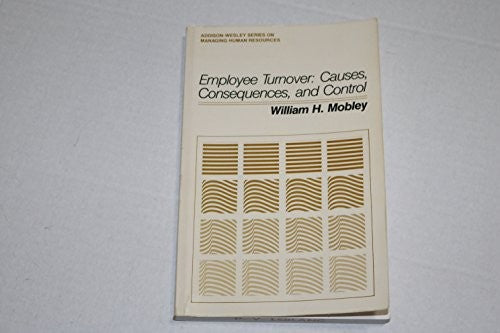 ADDISON-WESLEY SERIES ON
MANAGING HUMAN RESOURCES
Employee Turnover: Causes,
Consequences, and Control
William H. Mobley